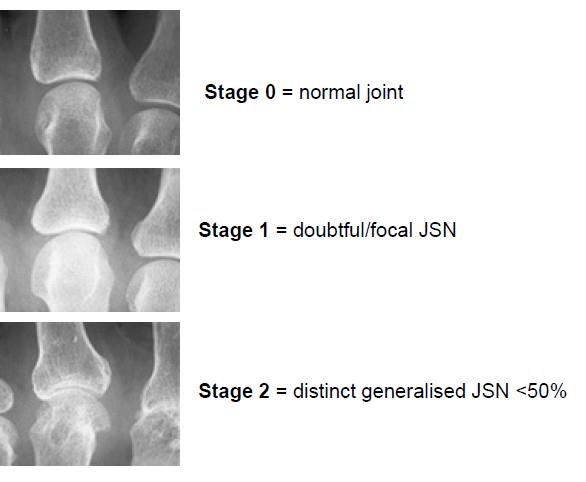 Stage 0 = normal joint
Stage 1 = doubtful/focal JSN
Stage 2 = distinct generalised JSN <50%